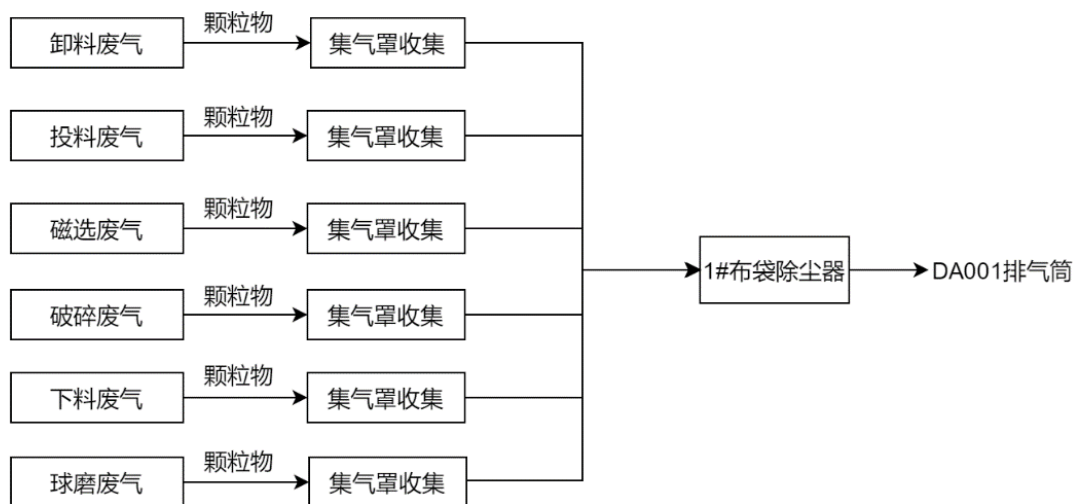 卸料废气 颗粒物 集气罩收集
投料废气 颗粒物 集气罩收集
磁选废气 颗粒物 集气罩收集
1#布袋除尘器 DA001排气筒
破碎废气 颗粒物 集气罩收集
下料废气 颗粒物 集气罩收集
球磨废气 颗粒物 集气罩收集